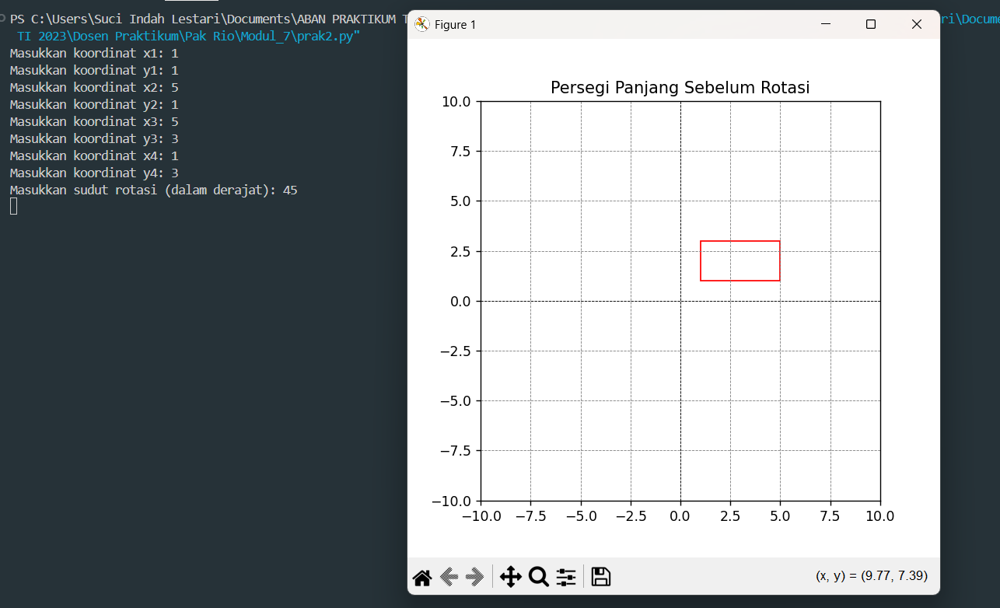 PS C:\Users\Suci Indah Lestari\Documents\ABAN PRAKTIKUM T
ri\Docume
TI 2023\Dosen Praktikum\Pak Rio\Modul_7\prak2.py"
Masukkan koordinat x1: 1
Masukkan koordinat y1: 1
Masukkan koordinat x2: 5
Masukkan koordinat y2: 1
Masukkan koordinat x3: 5
Masukkan koordinat y3: 3
Masukkan koordinat x4: 1
Masukkan koordinat y4: 3
Masukkan sudut rotasi (dalam derajat): 45
Figure 1
Persegi Panjang Sebelum Rotasi
10.0
7.5
5.0
2.5
0.0
−2.5
−5.0
−7.5
−10.0
−10.0 −7.5 −5.0 −2.5 0.0 2.5 5.0 7.5 10.0
(x, y) = (9.77, 7.39)